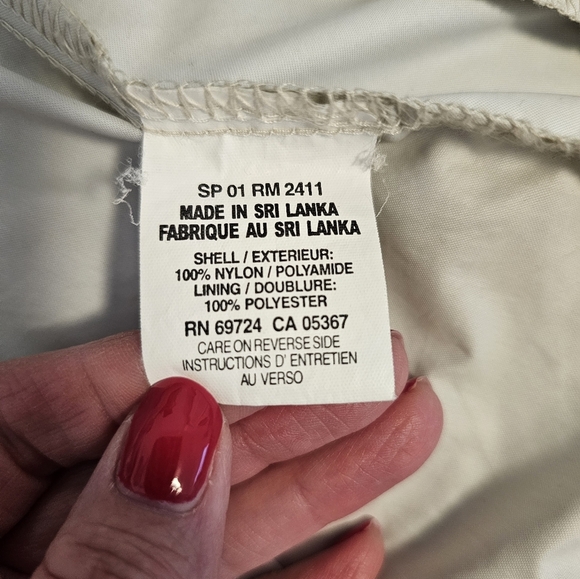 SP 01 RM 2411
MADE IN SRI LANKA
FABRIQUE AU SRI LANKA
SHELL / EXTERIEUR:
100% NYLON / POLYAMIDE
LINING / DOUBLURE:
100% POLYESTER
RN 69724 CA 05367
CARE ON REVERSE SIDE
INSTRUCTIONS D' ENTRETIEN
AU VERSO